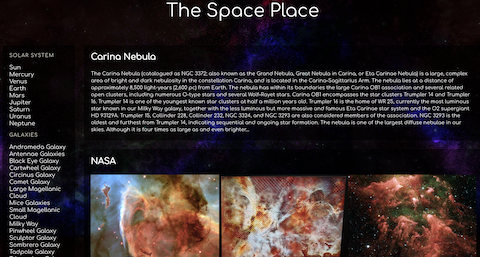 The Space Place
SOLAR SYSTEM
Sun
Mercury
Venus
Earth
Mars
Jupiter
Saturn
Uranus
Neptune
GALAXIES
Andromeda Galaxy
Antennae Galaxies
Black Eye Galaxy
Cartwheel Galaxy
Circinus Galaxy
Comet Galaxy
Large Magellanic
Cloud
Mice Galaxies
Small Magellanic
Cloud
Milky Way
Pinwheel Galaxy
Sculptor Galaxy
Sombrero Galaxy
Tadpole Galaxy
Carina Nebula
The Carina Nebula (catalogued as NGC 3372; also known as the Grand Nebula, Great Nebula in Carina, or Eta Carinae Nebula) is a large, complex
area of bright and dark nebulosity in the constellation Carina, and is located in the Carina-Sagittarius Arm. The nebula lies at a distance of
approximately 8,500 light-years (2,600 pc) from Earth. The nebula has within its boundaries the large Carina OB1 association and several related
open clusters, including numerous O-type stars and several Wolf-Rayet stars. Carina OB1 encompasses the star clusters Trumpler 14 and Trumpler
16. Trumpler 14 is one of the youngest known star clusters at half a million years old. Trumpler 16 is the home of WR 25, currently the most luminous
star known in our Milky Way galaxy, together with the less luminous but more massive and famous Eta Carinae star system and the O2 supergiant
HD 93129A. Trumpler 15, Collinder 228, Collinder 232, NGC 3324, and NGC 3293 are also considered members of the association. NGC 3293 is the
oldest and furthest from Trumpler 14, indicating sequential and ongoing star formation. The nebula is one of the largest diffuse nebulae in our
skies. Although it is four times as large as and even brighter...
NASA